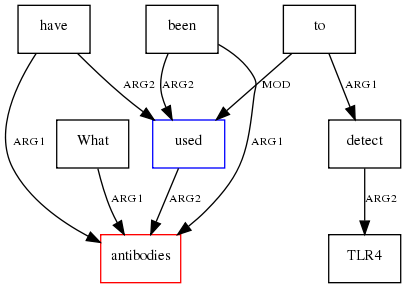 have been to
ARG2 ARG2 MOD ARG1
What used detect
ARG1 ARG1
ARG1 ARG2 ARG2
antibodies TLR4